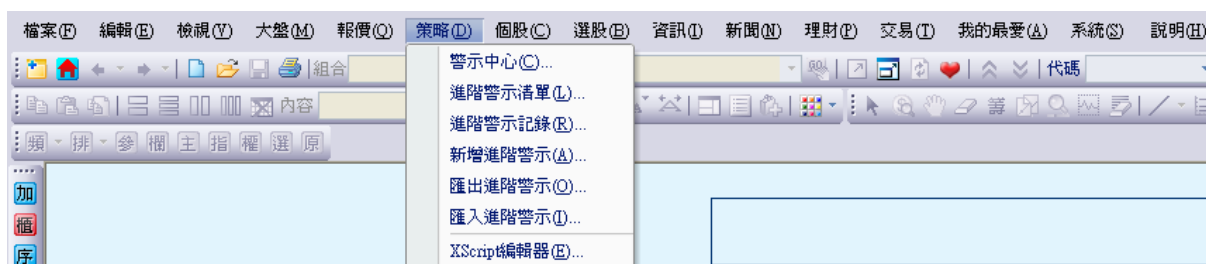 檔案(F) 編輯(E) 檢視(V) 大盤(M) 報價(Q) 策略(D) 個股(C) 選股(B) 資訊(I) 新聞(N) 理財(P) 交易(T) 我的最愛(A) 系統(S) 說明(H)
組合 代碼
內容
頻 排 參 欄 主 指 權 選 原
警示中心(C)...
進階警示清單(L)...
進階警示記錄(R)...
新增進階警示(A)...
匯出進階警示(O)...
匯入進階警示(I)...
XScript編輯器(E)...
加
櫃
序